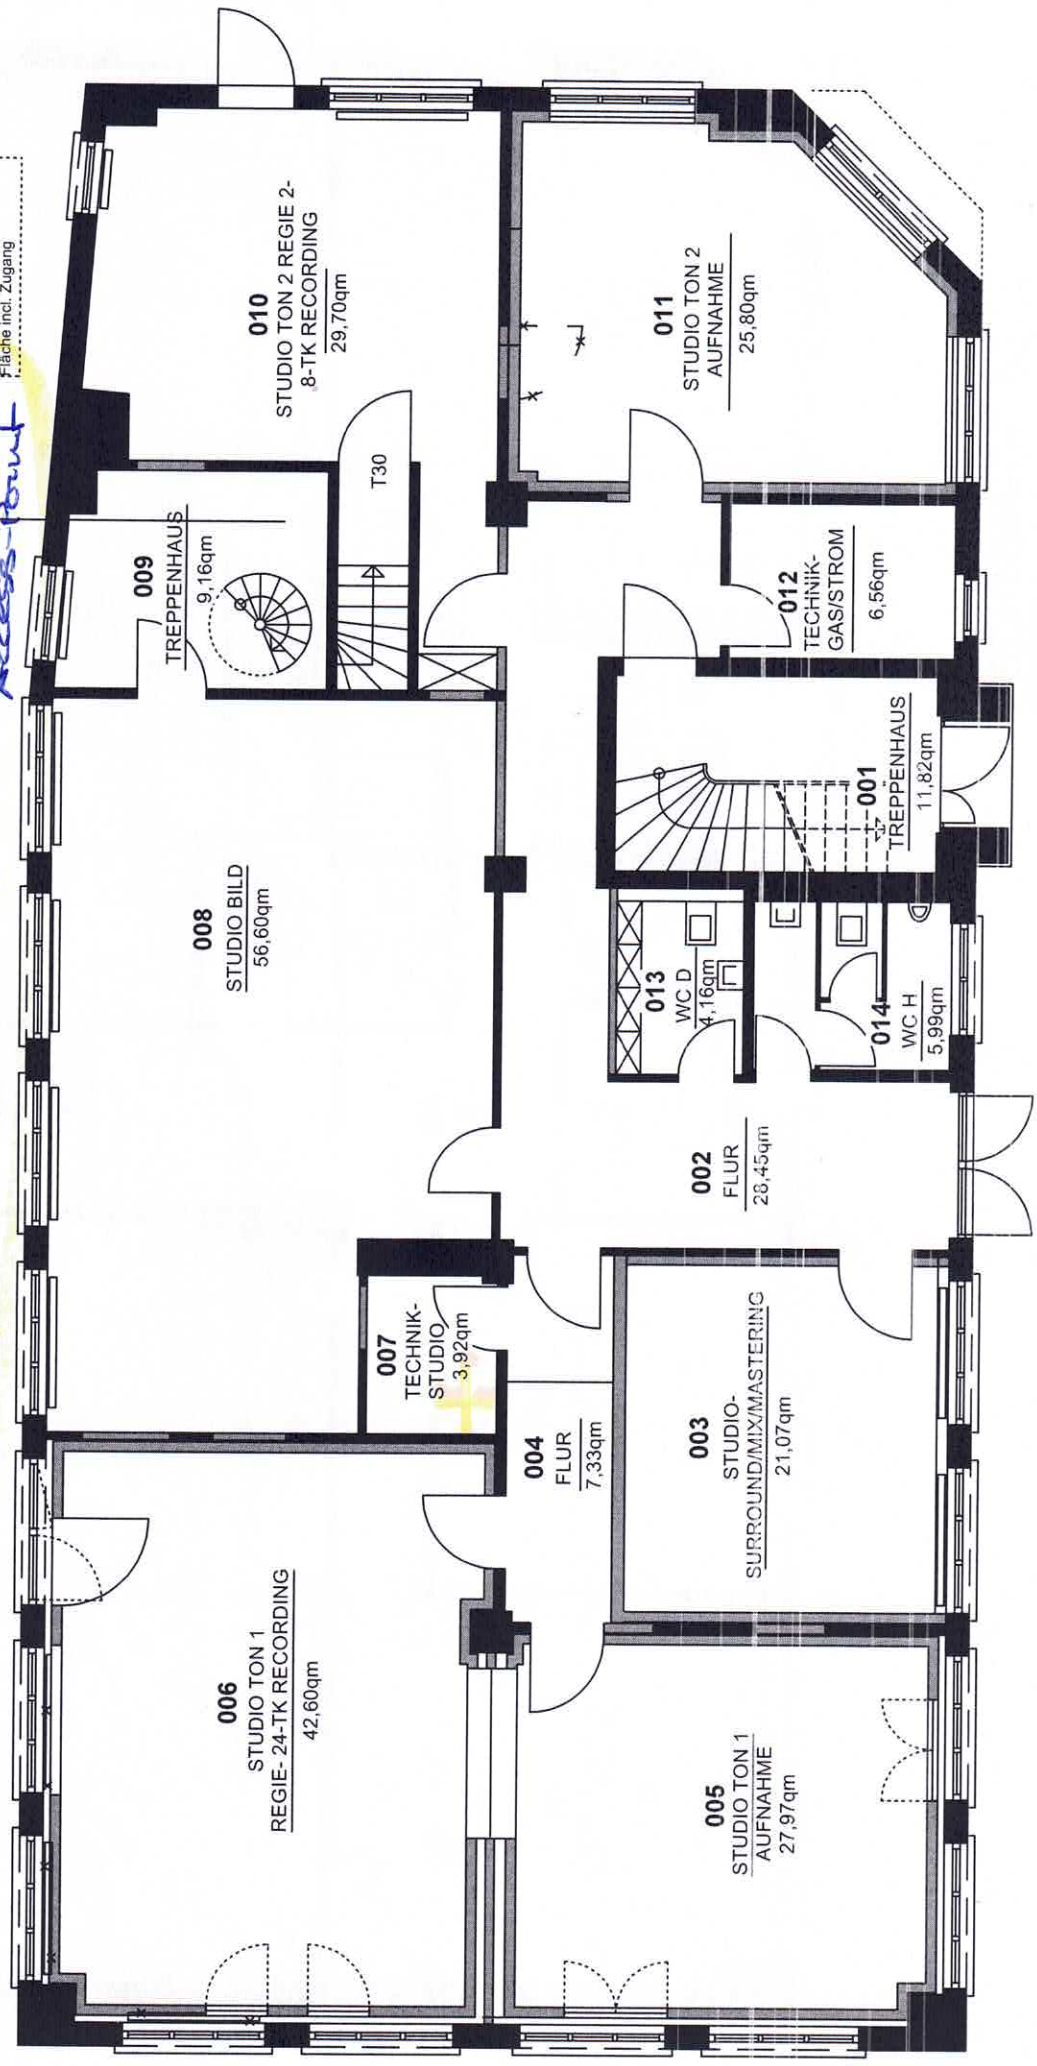 Fläche incl. Zugang
Access-Point
010
STUDIO TON 2 REGIE 2-
8-TK RECORDING
29,70qm
011
STUDIO TON 2
AUFNAHME
25,80qm
T30
009
TREPPENHAUS
9,16qm
012
TECHNIK-
GAS/STROM
6,56qm
001
TREPPENHAUS
11,82qm
008
STUDIO BILD
56,60qm
013
WC D
4,16qm
014
WC H
5,99qm
002
FLUR
28,45qm
007
TECHNIK-
STUDIO
3,92qm
004
FLUR
7,33qm
003
STUDIO-
SURROUND/MIX/MASTERING
21,07qm
006
STUDIO TON 1
REGIE- 24-TK RECORDING
42,60qm
005
STUDIO TON 1
AUFNAHME
27,97qm